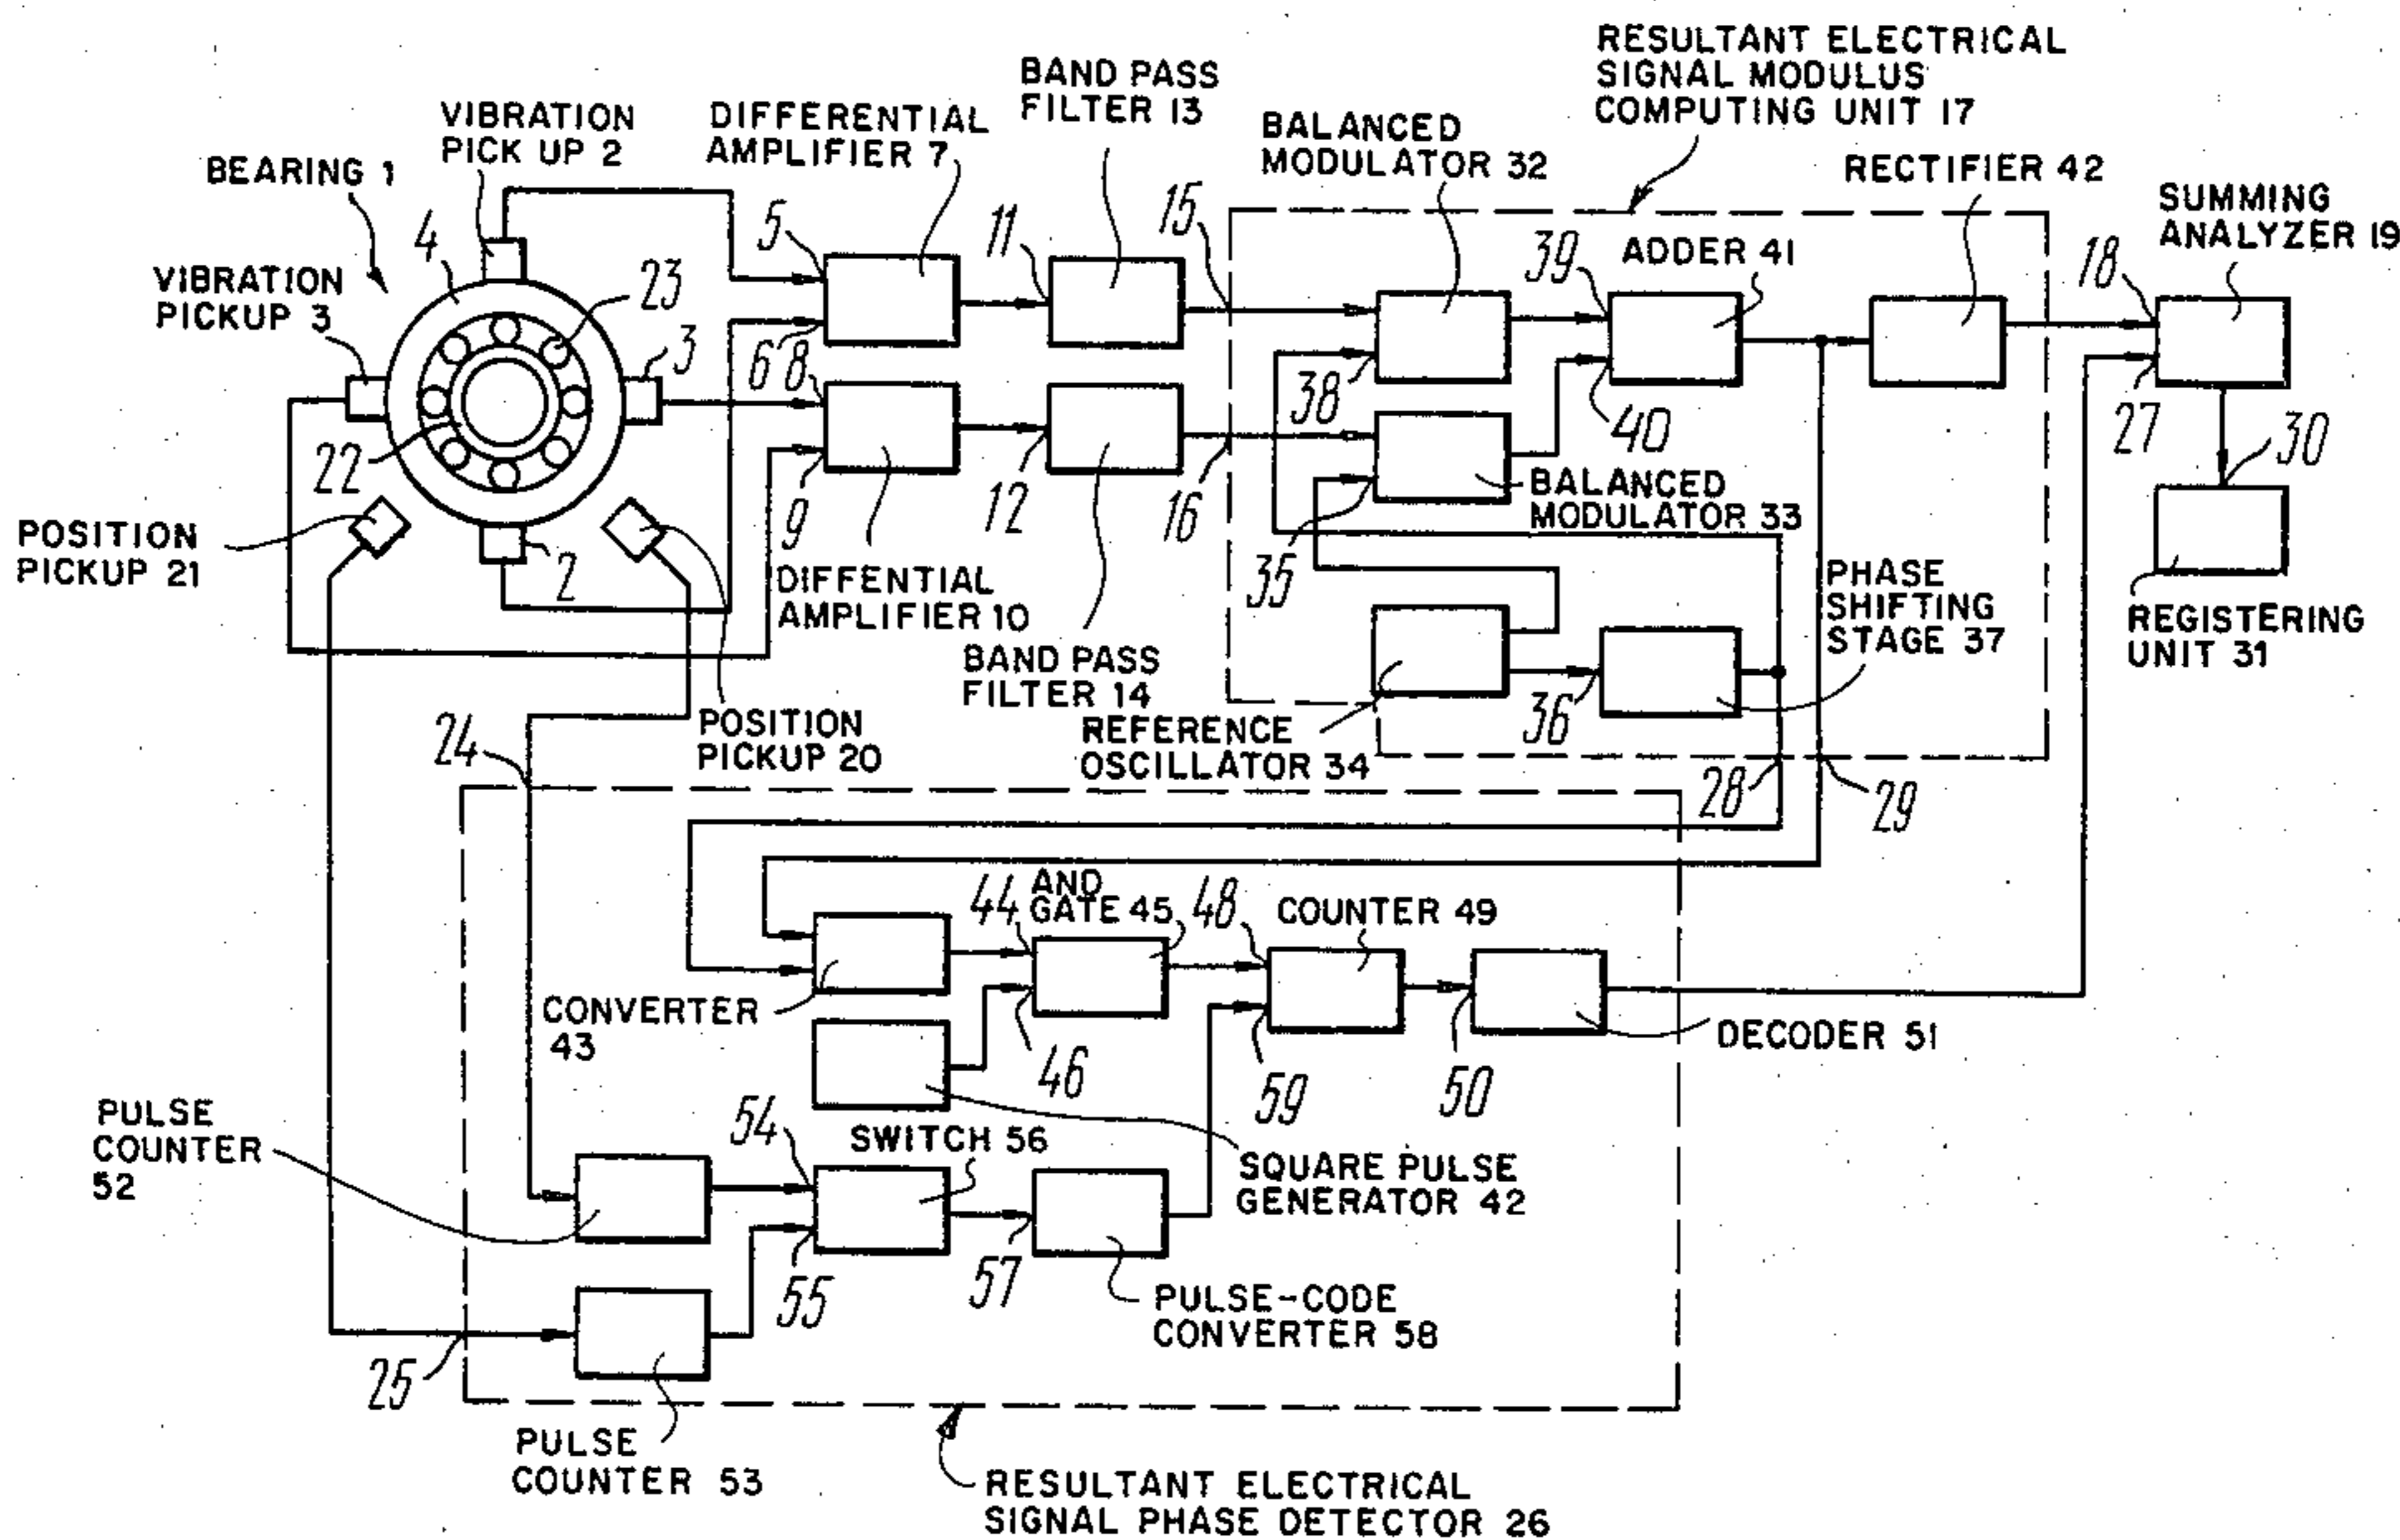 RESULTANT ELECTRICAL
SIGNAL MODULUS
COMPUTING UNIT 17
BAND PASS
FILTER 13
VIBRATION
PICK UP 2
DIFFERENTIAL
AMPLIFIER 7
BALANCED
MODULATOR 32
RECTIFIER 42
BEARING 1
SUMMING
ANALYZER 19
4
5
11
15
39
ADDER 41
18
VIBRATION
PICKUP 3
23
3
6
8
38
40
27
30
22
9
12
16
35
BALANCED
MODULATOR 33
POSITION
PICKUP 21
2
DIFFENTIAL
AMPLIFIER 10
PHASE
SHIFTING
STAGE 37
REGISTERING
UNIT 31
BAND PASS
FILTER 14
36
24
POSITION
PICKUP 20
REFERENCE
OSCILLATOR 34
28
29
44
AND
GATE 45
48
COUNTER 49
CONVERTER
43
46
59
50
DECODER 51
PULSE
COUNTER
52
54
SWITCH 56
SQUARE PULSE
GENERATOR 42
55
57
PULSE-CODE
CONVERTER 58
25
PULSE
COUNTER 53
RESULTANT ELECTRICAL
SIGNAL PHASE DETECTOR 26